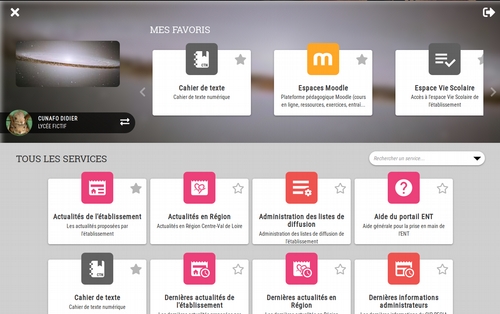 MES FAVORIS
Cahier de texte
Cahier de texte numérique
Espaces Moodle
Plateforme pédagogique Moodle (cours
en ligne, ressources, exercices, entraî...
Espace Vie Scolaire
Accès à l'espace Vie Scolaire de
l'établissement
CUNAFO DIDIER
LYCÉE FICTIF
TOUS LES SERVICES
Rechercher un service...
Actualités de l'établissement
Les actualités proposées par
l'établissement
Actualités en Région
Actualités en Région Centre-Val de Loire
Administration des listes de
diffusion
Administration des listes de diffusion de
l'établissement
Aide du portail ENT
Aide générale pour la prise en main de
l'ENT
Cahier de texte
Cahier de texte numérique
Dernières actualités de
l'établissement
Dernières actualités en
Région
Dernières informations
administrateurs